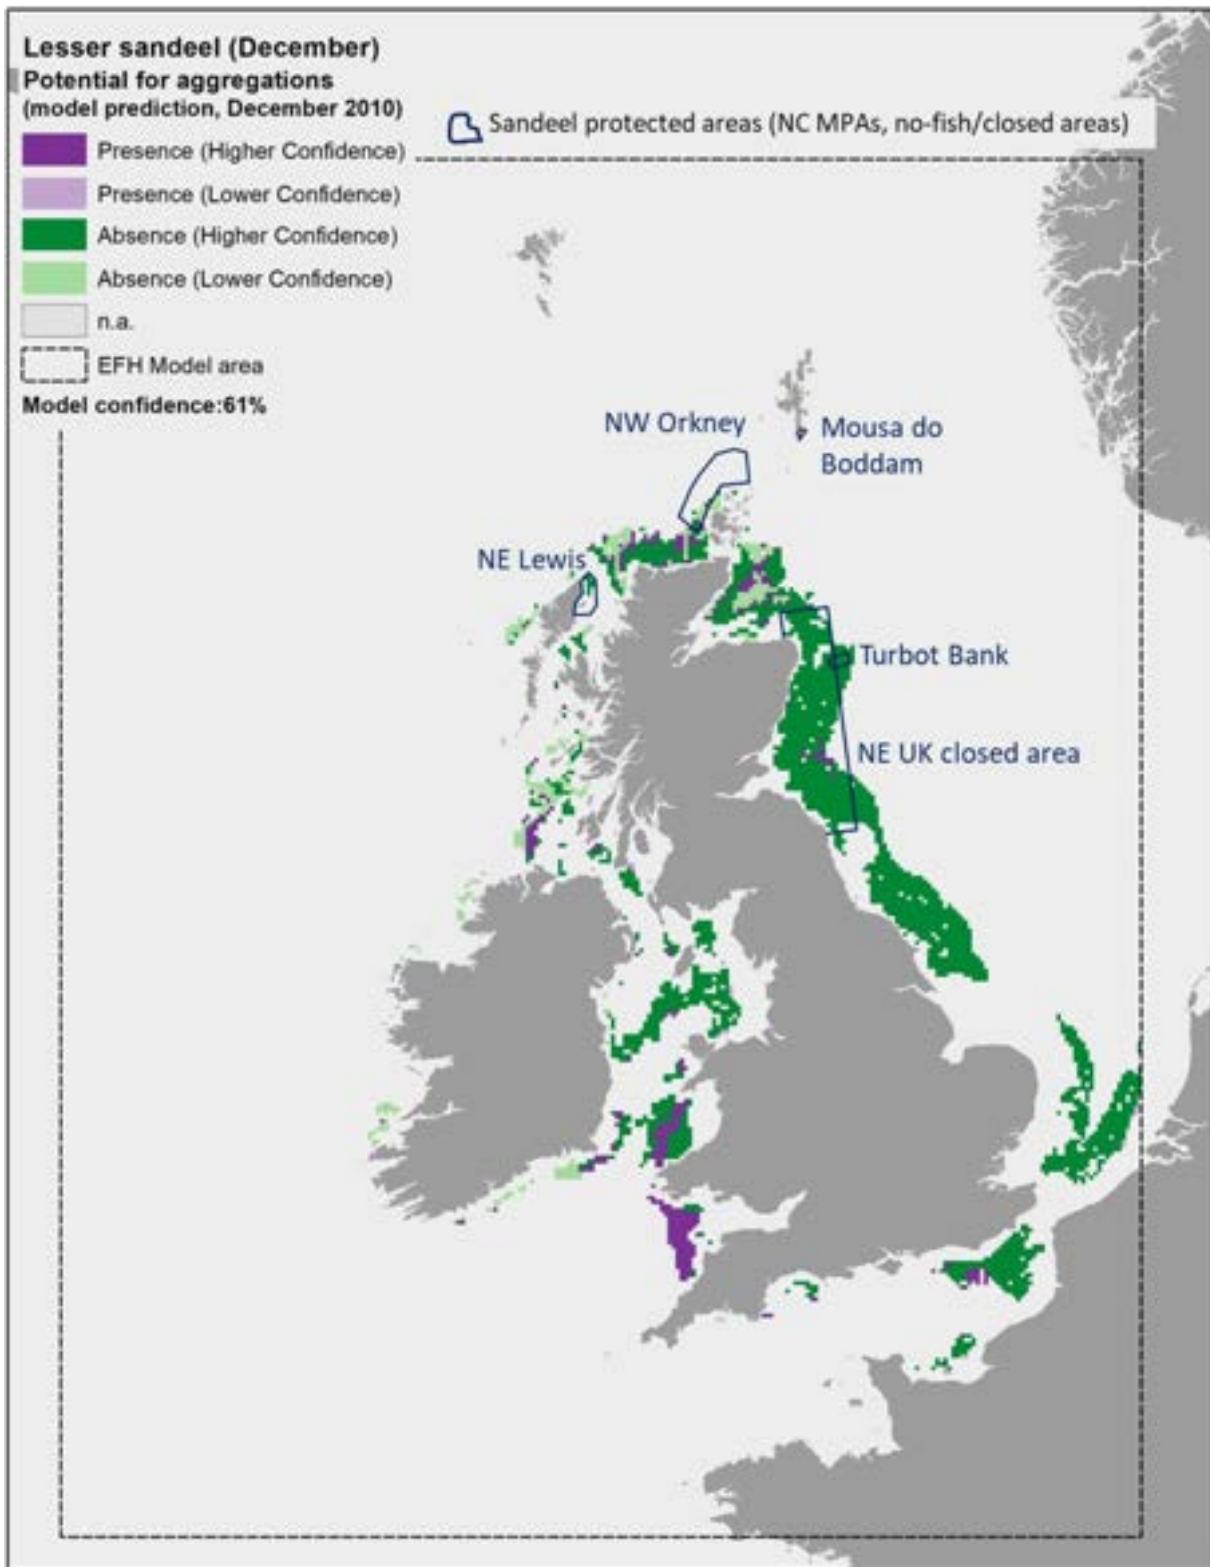 Lesser sandeel (December)
Potential for aggregations
(model prediction, December 2010)
Presence (Higher Confidence)
Presence (Lower Confidence)
Absence (Higher Confidence)
Absence (Lower Confidence)
n.a.
EFH Model area
Model confidence:61%
Sandeel protected areas (NC MPAs, no-fish/closed areas)
NW Orkney
Mousa do
Boddam
NE Lewis
Turbot Bank
NE UK closed area